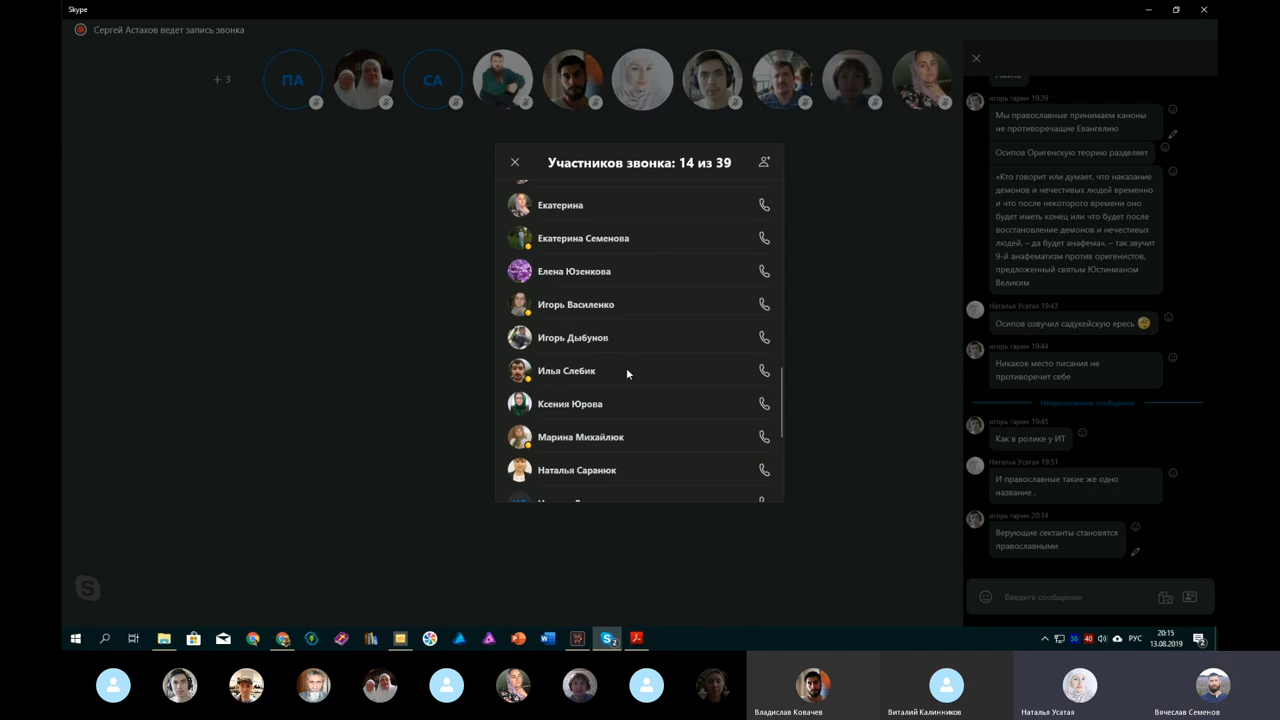 Skype
Сергей Астахов ведет запись звонка
+ 3
ПА
СА
Участников звонка: 14 из 39
Екатерина
Екатерина Семенова
Елена Юзенкова
Игорь Василенко
Игорь Дыбунов
Илья Слебик
Ксения Юрова
Марина Михайлюк
Наталья Саранюк
игорь гарин 19:39
Мы православные принимаем каноны
не противоречащие Евангелию
Осипов Оригенскую теорию разделяет
«Кто говорит или думает, что наказание
демонов и нечестивых людей временно
и что после некоторого времени оно
будет иметь конец или что будет после
восстановление демонов и нечестивых
людей, – да будет анафема», – так звучит
9-й анафематизм против оригенистов,
предложенный святым Юстинианом
Великим
Наталья Усатая 19:43
Осипов озвучил садукейскую ересь
игорь гарин 19:44
Никакое место писания не
противоречит себе
Непрочитанные сообщения
игорь гарин 19:45
Как в ролике у ИТ
Наталья Усатая 19:51
И православные такие же одно
название .
игорь гарин 20:14
Верующие сектанты становятся
православными
Введите сообщение
38
40
РУС
20:15
13.08.2019
2
Владислав Ковачев
Виталий Калинников
Наталья Усатая
Вячеслав Семенов